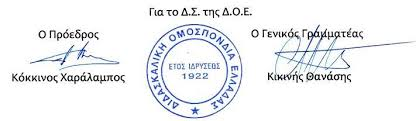 Για το Δ.Σ. της Δ.Ο.Ε.
Ο Πρόεδρος
Ο Γενικός Γραμματέας
ΔΙΔΑΣΚΑΛΙΚΗ ΟΜΟΣΠΟΝΔΙΑ ΕΛΛΑΔΑΣ
ΕΤΟΣ ΙΔΡΥΣΕΩΣ
1922
Κόκκινος Χαράλαμπος
Κικινής Θανάσης